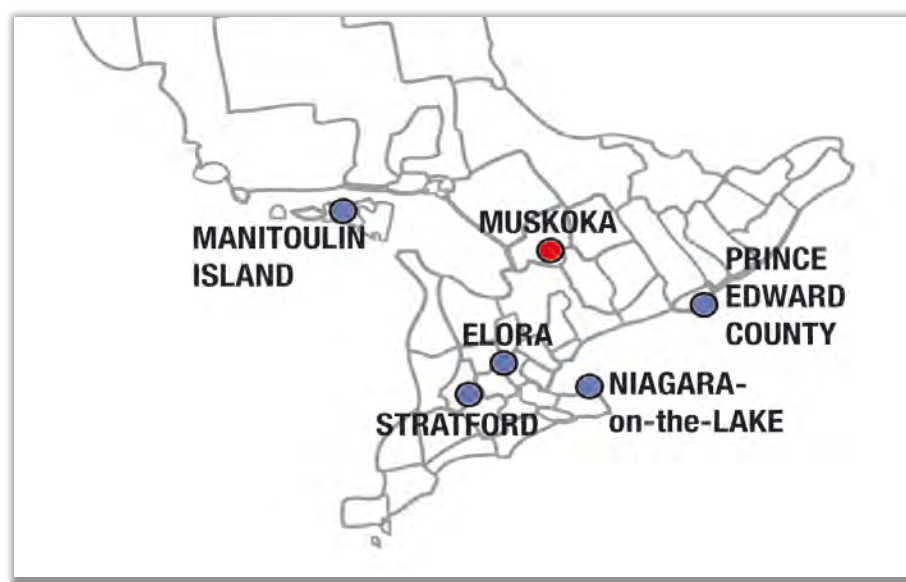 MUSKOKA
MANITOULIN
ISLAND
PRINCE
EDWARD
COUNTY
ELORA
NIAGARA-
on-the-LAKE
STRATFORD